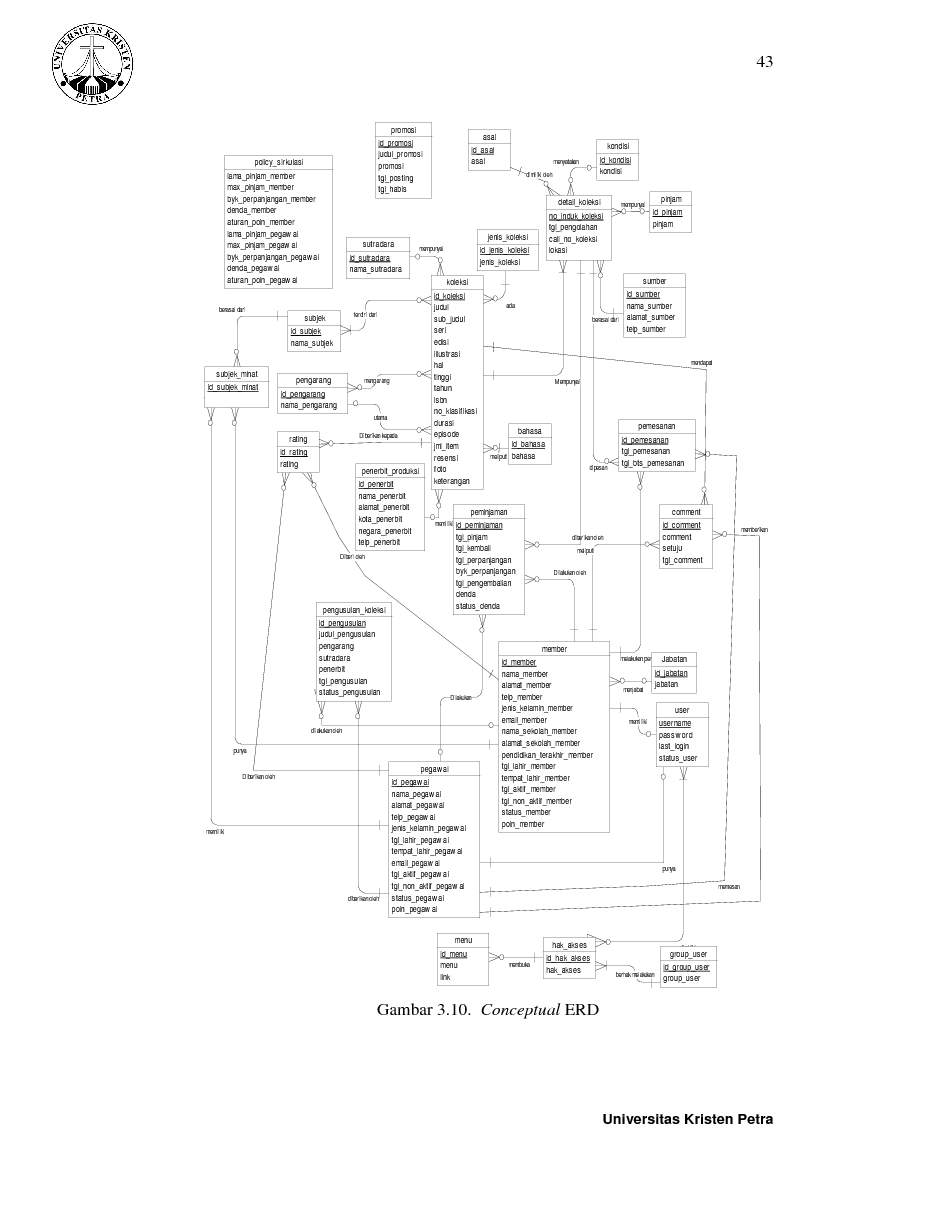 UNIVERSITAS KRISTEN
PETRA
43
promosi
id_promosi
judul_promosi
promosi
tgl_posting
tgl_habis
asal
id_asal
asal
kondisi
id_kondisi
kondisi
policy_sirkulasi
lama_pinjam_member
max_pinjam_member
byk_perpanjangan_member
denda_member
aturan_poin_member
lama_pinjam_pegawai
max_pinjam_pegawai
byk_perpanjangan_pegawai
denda_pegawai
aturan_poin_pegawai
menyatakan
dimiliki oleh
detail_koleksi
no_induk_koleksi
tgl_pengolahan
call_no_koleksi
lokasi
mempunyai
pinjam
id_pinjam
pinjam
sutradara
id_sutradara
nama_sutradara
mempunyai
jenis_koleksi
id_jenis_koleksi
jenis_koleksi
ada
koleksi
id_koleksi
judul
sub_judul
seri
edisi
illustrasi
hal
tinggi
tahun
isbn
no_klasifikasi
durasi
episode
jml_item
resensi
foto
keterangan
sumber
id_sumber
nama_sumber
alamat_sumber
telp_sumber
berasal dari
berasal dari
subjek
id_subjek
nama_subjek
terdiri dari
mendapat
subjek_minat
id_subjek_minat
pengarang
id_pengarang
nama_pengarang
mengarang
utama
Mempunyai
rating
id_rating
rating
Diberikan kepada
bahasa
id_bahasa
bahasa
meliputi
pemesanan
id_pemesanan
tgl_pemesanan
tgl_bts_pemesanan
dipesan
penerbit_produksi
id_penerbit
nama_penerbit
alamat_penerbit
kota_penerbit
negara_penerbit
telp_penerbit
memiliki
peminjaman
id_peminjaman
tgl_pinjam
tgl_kembali
tgl_perpanjangan
byk_perpanjangan
tgl_pengembalian
denda
status_denda
comment
id_comment
comment
setuju
tgl_comment
memberikan
diberikan oleh
meliputi
Dilakukan oleh
Diberi oleh
pengusulan_koleksi
id_pengusulan
judul_pengusulan
pengarang
sutradara
penerbit
tgl_pengusulan
status_pengusulan
dilakukan oleh
Dilakukan
member
id_member
nama_member
alamat_member
telp_member
jenis_kelamin_member
email_member
nama_sekolah_member
alamat_sekolah_member
pendidikan_terakhir_member
tgl_lahir_member
tempat_lahir_member
tgl_aktif_member
tgl_non_aktif_member
status_member
poin_member
Jabatan
id_jabatan
jabatan
menjabat
user
username
password
last_login
status_user
memiliki
punya
Diberikan oleh
memiliki
pegawai
id_pegawai
nama_pegawai
alamat_pegawai
telp_pegawai
jenis_kelamin_pegawai
tgl_lahir_pegawai
tempat_lahir_pegawai
email_pegawai
tgl_aktif_pegawai
tgl_non_aktif_pegawai
status_pegawai
poin_pegawai
diberikan oleh
punya
memesan
menu
id_menu
menu
link
membuka
hak_akses
id_hak_akses
hak_akses
berhak melakukan
group_user
id_group_user
group_user
Gambar 3.10. Conceptual ERD
Universitas Kristen Petra